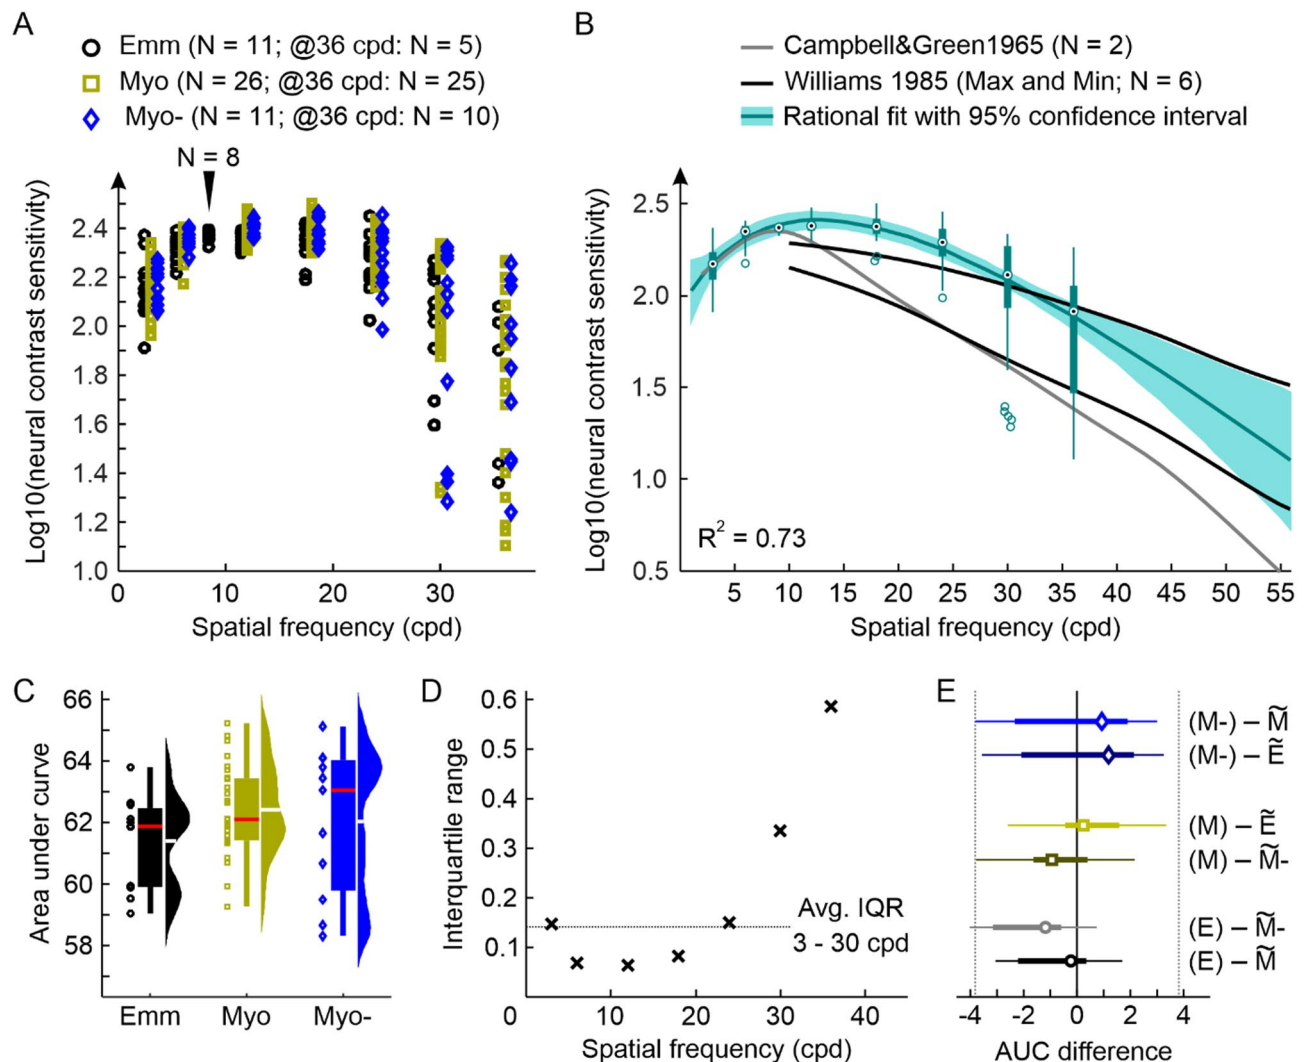 A
Emm (N = 11; @36 cpd: N = 5)
Myo (N = 26; @36 cpd: N = 25)
Myo- (N = 11; @36 cpd: N = 10)
N = 8
Log10(neural contrast sensitivity)
2.4
2.2
2.0
1.8
1.6
1.4
1.2
1.0
0 10 20 30
Spatial frequency (cpd)
B
Campbell&Green1965 (N = 2)
Williams 1985 (Max and Min; N = 6)
Rational fit with 95% confidence interval
Log10(neural contrast sensitivity)
2.5
2.0
1.5
1.0
0.5
R² = 0.73
5 10 15 20 25 30 35 40 45 50 55
Spatial frequency (cpd)
C
Area under curve
66
64
62
60
58
Emm Myo Myo-
D
Interquartile range
0.6
0.5
0.4
0.3
0.2
0.1
Avg. IQR
3 - 30 cpd
0 10 20 30 40
Spatial frequency (cpd)
E
(M-) – M̃
(M-) – Ẽ
(M) – Ẽ
(M) – M̃-
(E) – M̃-
(E) – M̃
-4 -2 0 2 4
AUC difference